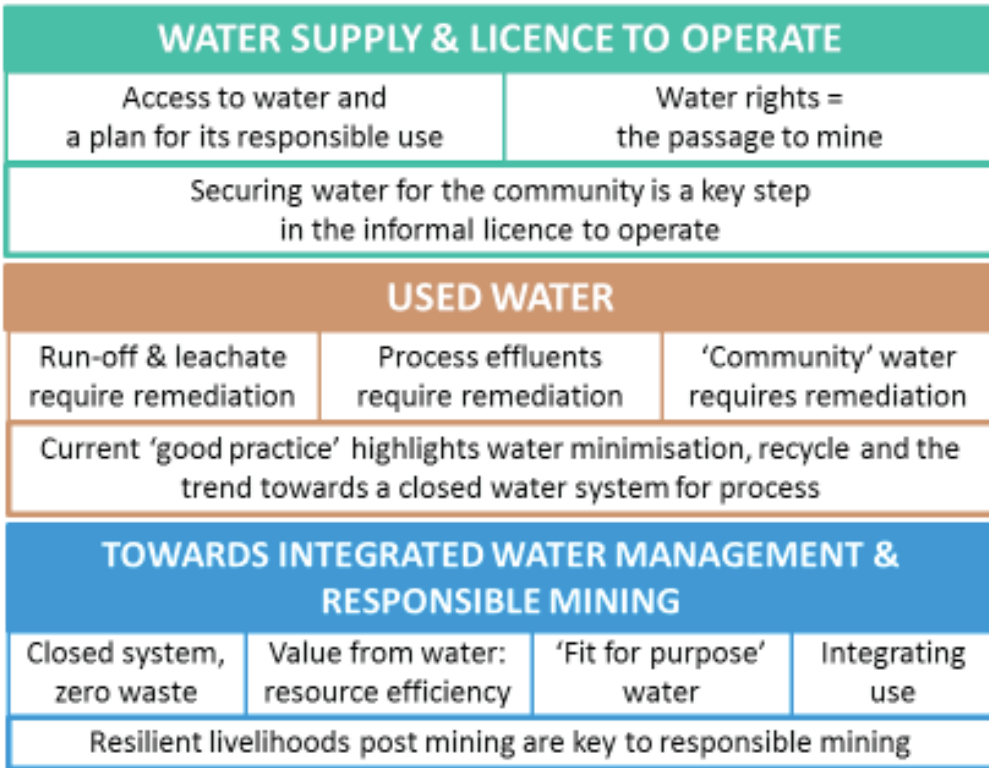 WATER SUPPLY & LICENCE TO OPERATE
Access to water and
a plan for its responsible use
Water rights =
the passage to mine
Securing water for the community is a key step
in the informal licence to operate
USED WATER
Run-off & leachate
require remediation
Process effluents
require remediation
‘Community’ water
requires remediation
Current ‘good practice’ highlights water minimisation, recycle and the
trend towards a closed water system for process
TOWARDS INTEGRATED WATER MANAGEMENT &
RESPONSIBLE MINING
Closed system,
zero waste
Value from water:
resource efficiency
‘Fit for purpose’
water
Integrating
use
Resilient livelihoods post mining are key to responsible mining